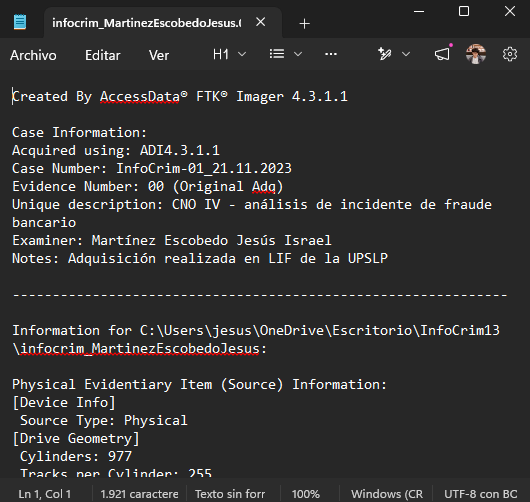 infocrim_MartinezEscobedoJesus.(
Archivo Editar Ver H1
Created By AccessData® FTK® Imager 4.3.1.1
Case Information:
Acquired using: ADI4.3.1.1
Case Number: InfoCrim-01_21.11.2023
Evidence Number: 00 (Original Adq)
Unique description: CNO IV - análisis de incidente de fraude
bancario
Examiner: Martínez Escobedo Jesús Israel
Notes: Adquisición realizada en LIF de la UPSLP
--------------------------------------------------------------
Information for C:\Users\jesus\OneDrive\Escritorio\InfoCrim13
\infocrim_MartinezEscobedoJesus:
Physical Evidentiary Item (Source) Information:
[Device Info]
Source Type: Physical
[Drive Geometry]
Cylinders: 977
Tracks per Cylinder: 255
Ln 1, Col 1 1.921 caractere Texto sin forr 100% Windows (CR UTF-8 con BC